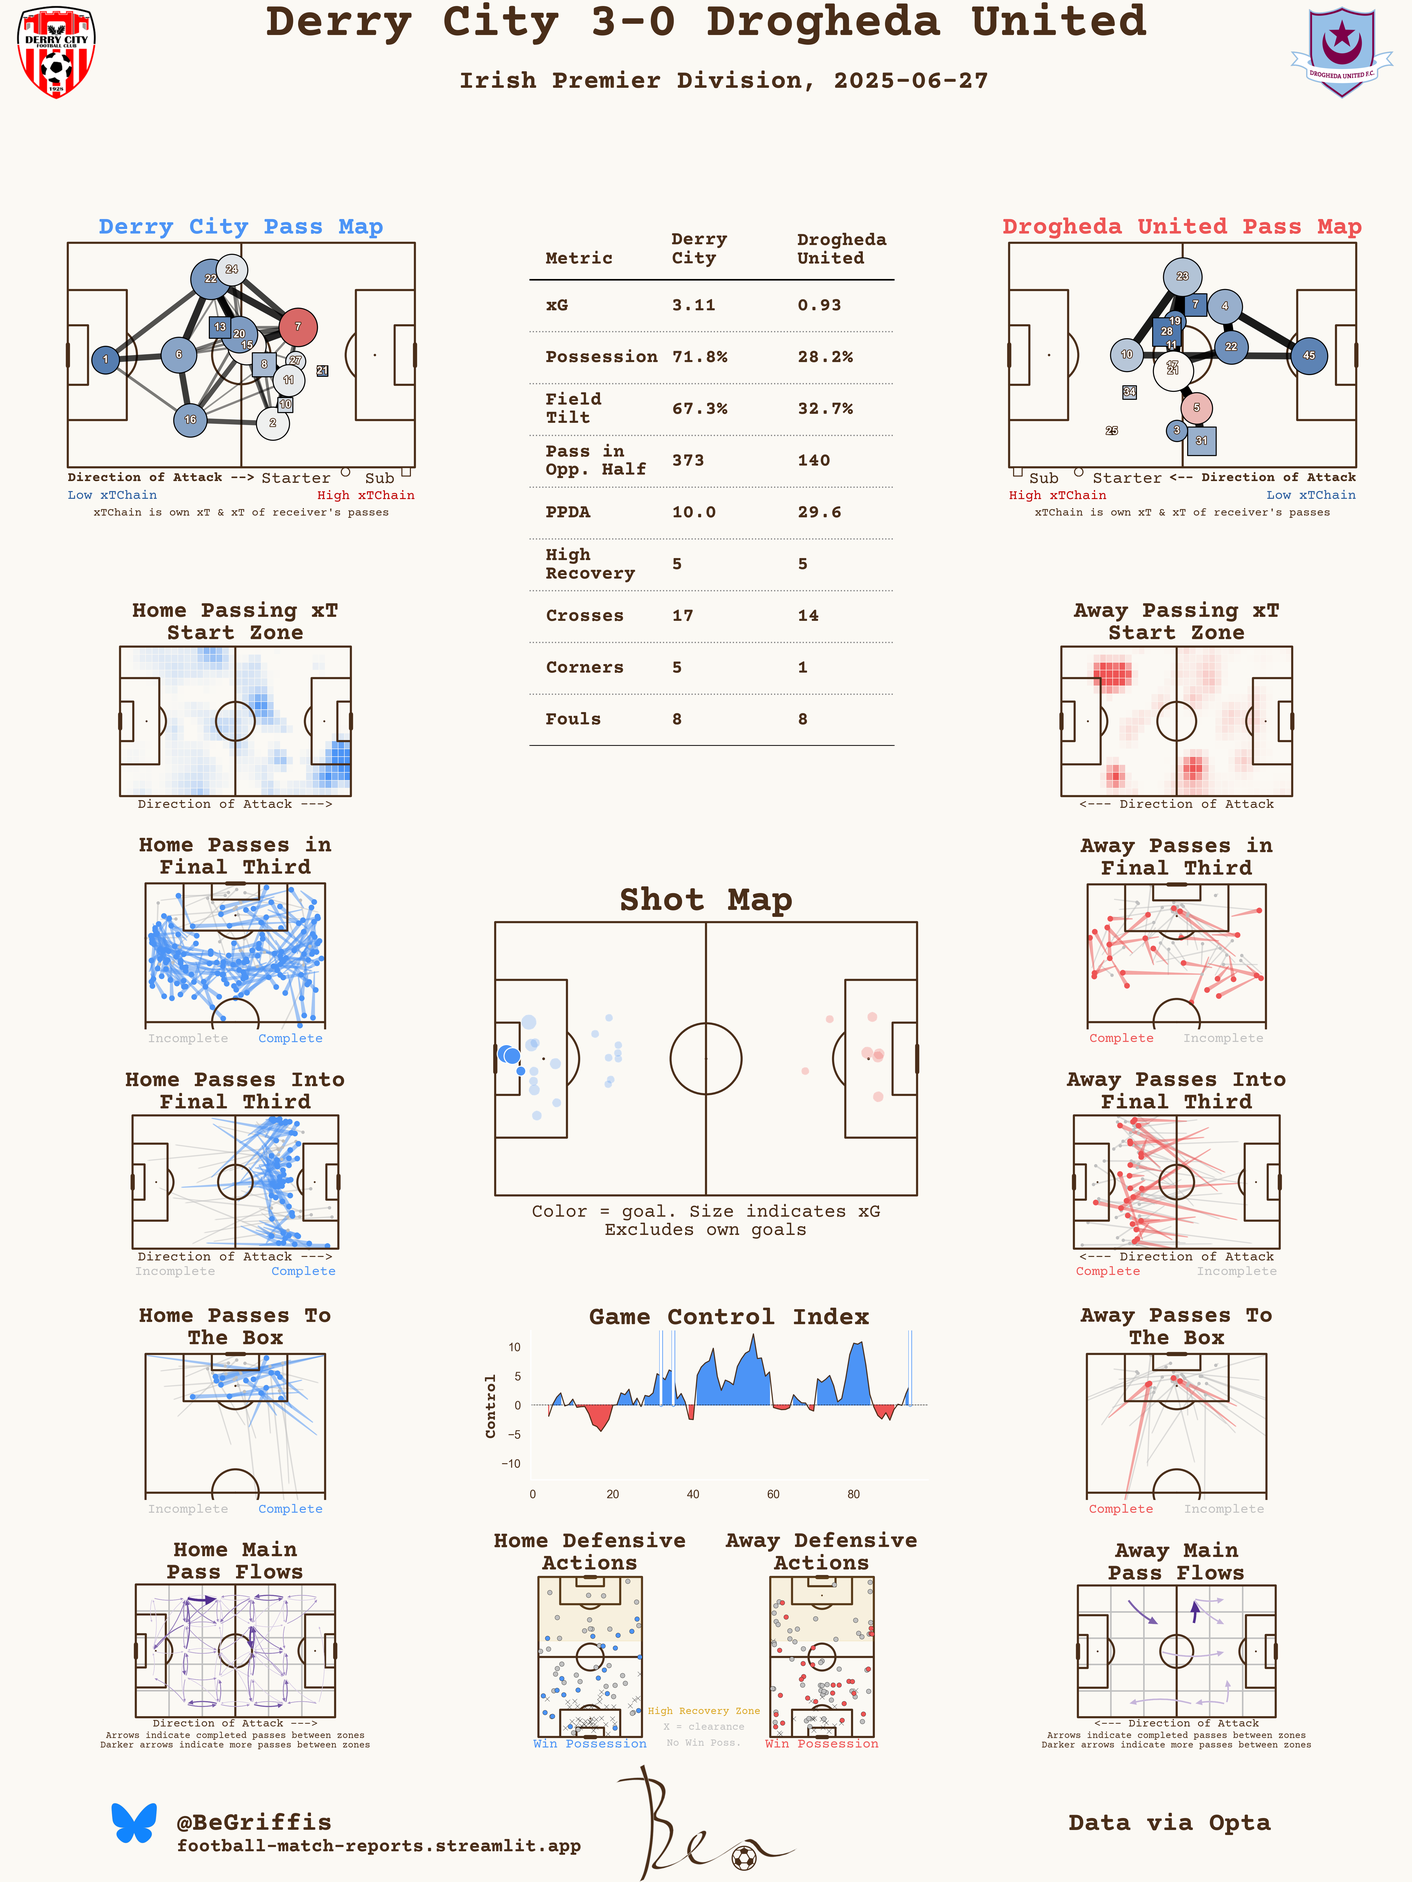 Derry City 3-0 Drogheda United
Irish Premier Division, 2025-06-27
DERRY CITY
FOOTBALL CLUB
1928
DROGHEDA UNITED F.C.
Derry City Pass Map
22
24
13
20
15
7
1
6
8
27
21
11
10
16
2
Direction of Attack --> Starter Sub
Low xTChain High xTChain
xTChain is own xT & xT of receiver's passes
Metric Derry City Drogheda United
xG 3.11 0.93
Possession 71.8% 28.2%
Field Tilt 67.3% 32.7%
Pass in Opp. Half 373 140
PPDA 10.0 29.6
High Recovery 5 5
Crosses 17 14
Corners 5 1
Fouls 8 8
Drogheda United Pass Map
23
7
4
19
28
11
22
10
45
17
21
34
5
25
3
31
Sub Starter <-- Direction of Attack
High xTChain Low xTChain
xTChain is own xT & xT of receiver's passes
Home Passing xT
Start Zone
Direction of Attack --->
Away Passing xT
Start Zone
<--- Direction of Attack
Home Passes in
Final Third
Incomplete Complete
Away Passes in
Final Third
Complete Incomplete
Shot Map
Color = goal. Size indicates xG
Excludes own goals
Home Passes Into
Final Third
Direction of Attack --->
Incomplete Complete
Away Passes Into
Final Third
<--- Direction of Attack
Complete Incomplete
Home Passes To
The Box
Incomplete Complete
Game Control Index
Control
10
5
0
−5
−10
0 20 40 60 80
Away Passes To
The Box
Complete Incomplete
Home Main
Pass Flows
Direction of Attack --->
Arrows indicate completed passes between zones
Darker arrows indicate more passes between zones
Home Defensive
Actions
Win Possession
High Recovery Zone
X = clearance
No Win Poss.
Away Defensive
Actions
Win Possession
Away Main
Pass Flows
<--- Direction of Attack
Arrows indicate completed passes between zones
Darker arrows indicate more passes between zones
@BeGriffis
football-match-reports.streamlit.app
Ben
Data via Opta